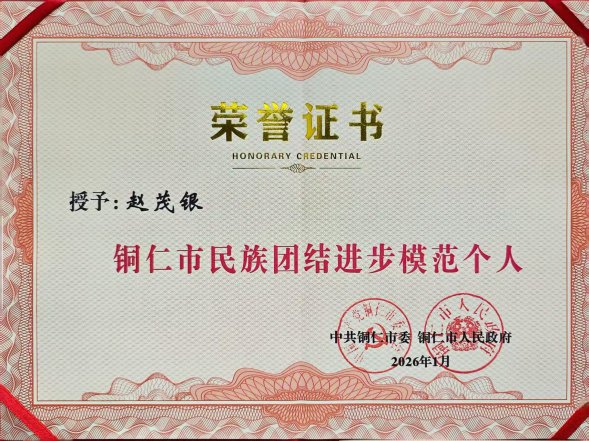 荣誉证书
HONORARY CREDENTIAL
授予：赵茂银
铜仁市民族团结进步模范个人
中共铜仁市委 铜仁市人民政府
2026年1月